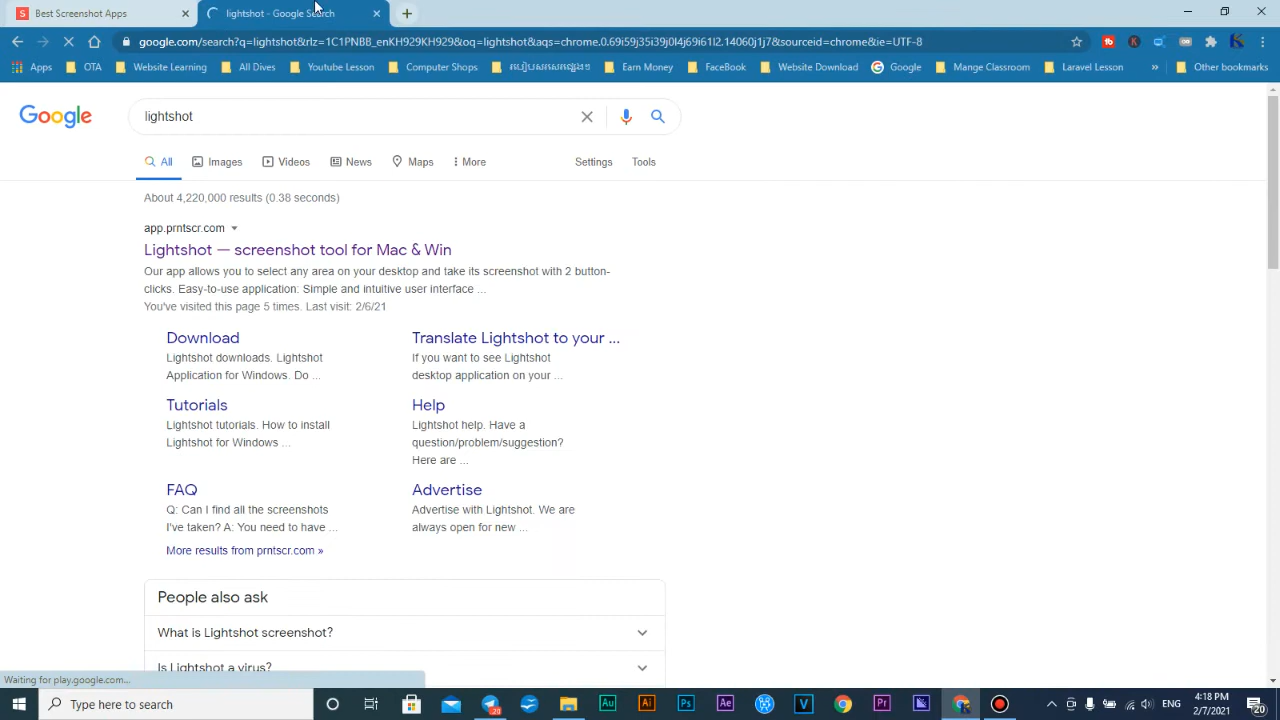 Best Screenshot Apps
lightshot - Google Search
google.com/search?q=lightshot&rlz=1C1PNBB_enKH929KH929&oq=lightshot&aqs=chrome.0.69i59j35i39j0l4j69i61l2.14060j1j7&sourceid=chrome&ie=UTF-8
Apps OTA Website Learning All Dives Youtube Lesson Computer Shops Earn Money FaceBook Website Download Google Mange Classroom Laravel Lesson » Other bookmarks
Google
lightshot
All Images Videos News Maps More Settings Tools
About 4,220,000 results (0.38 seconds)
app.prntscr.com
Lightshot — screenshot tool for Mac & Win
Our app allows you to select any area on your desktop and take its screenshot with 2 button-
clicks. Easy-to-use application: Simple and intuitive user interface ...
You've visited this page 5 times. Last visit: 2/6/21
Download
Lightshot downloads. Lightshot
Application for Windows. Do ...
Translate Lightshot to your ...
If you want to see Lightshot
desktop application on your ...
Tutorials
Lightshot tutorials. How to install
Lightshot for Windows ...
Help
Lightshot help. Have a
question/problem/suggestion?
Here are ...
FAQ
Q: Can I find all the screenshots
I've taken? A: You need to have ...
Advertise
Advertise with Lightshot. We are
always open for new ...
More results from prntscr.com »
People also ask
What is Lightshot screenshot?
Is Lightshot a virus?
Waiting for play.google.com...
Type here to search
Au Ai Ps Ae V Pr
ENG
4:18 PM
2/7/2021
20